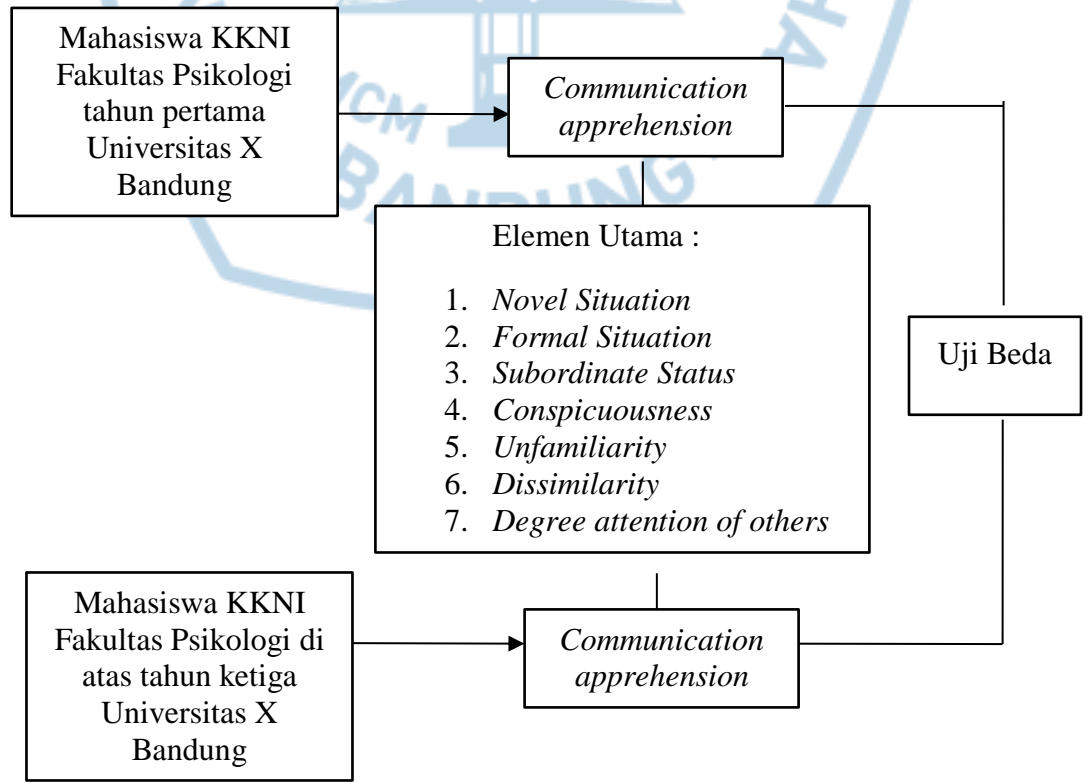 Mahasiswa KKNI
Fakultas Psikologi
tahun pertama
Universitas X
Bandung
Communication
apprehension
MCM
BANDUNG
Elemen Utama :
1. Novel Situation
2. Formal Situation
3. Subordinate Status
4. Conspicuousness
5. Unfamiliarity
6. Dissimilarity
7. Degree attention of others
Uji Beda
Mahasiswa KKNI
Fakultas Psikologi di
atas tahun ketiga
Universitas X
Bandung
Communication
apprehension